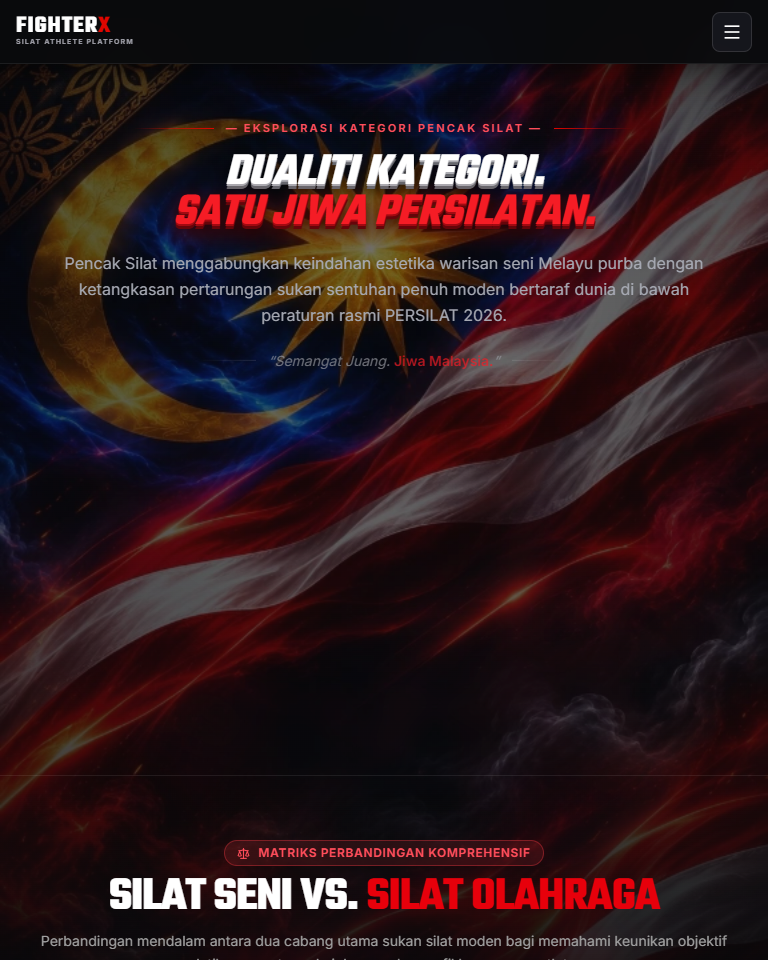 FIGHTERX
SILAT ATHLETE PLATFORM
— EKSPLORASI KATEGORI PENCAK SILAT —
DUALITI KATEGORI.
SATU JIWA PERSILATAN.
Pencak Silat menggabungkan keindahan estetika warisan seni Melayu purba dengan
ketangkasan pertarungan sukan sentuhan penuh moden bertaraf dunia di bawah
peraturan rasmi PERSILAT 2026.
"Semangat Juang. Jiwa Malaysia."
MATRIKS PERBANDINGAN KOMPREHENSIF
SILAT SENI VS. SILAT OLAHRAGA
Perbandingan mendalam antara dua cabang utama sukan silat moden bagi memahami keunikan objektif